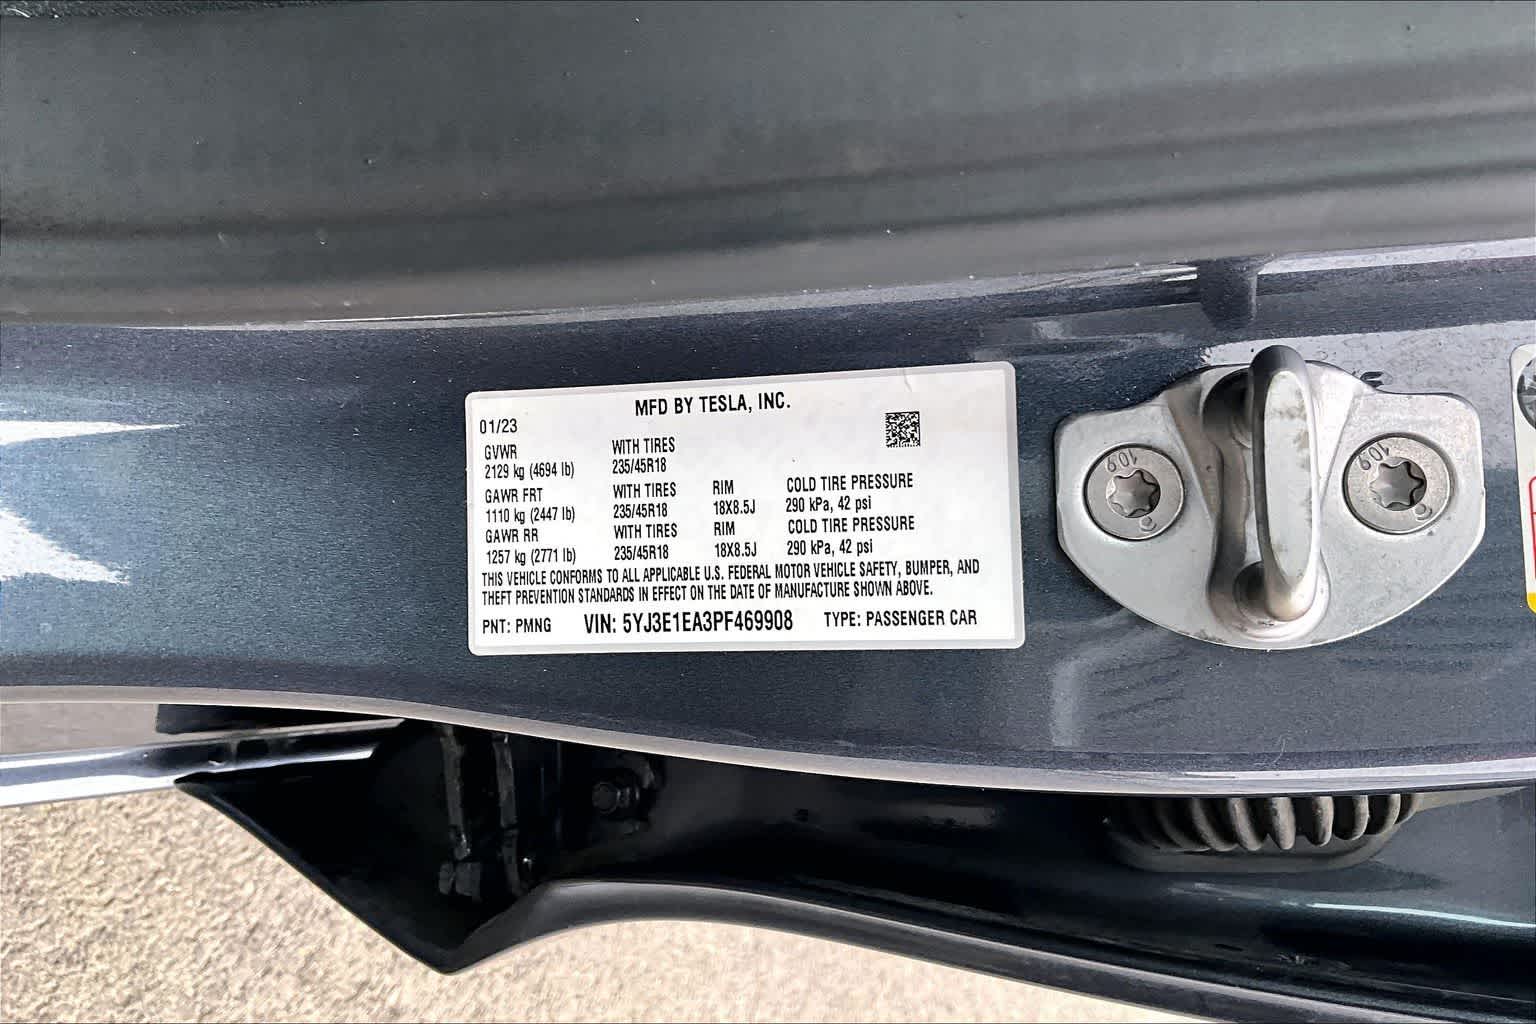 MFD BY TESLA, INC.
01/23
GVWR WITH TIRES
2129 kg (4694 lb) 235/45R18
GAWR FRT WITH TIRES RIM COLD TIRE PRESSURE
1110 kg (2447 lb) 235/45R18 18X8.5J 290 kPa, 42 psi
GAWR RR WITH TIRES RIM COLD TIRE PRESSURE
1257 kg (2771 lb) 235/45R18 18X8.5J 290 kPa, 42 psi
THIS VEHICLE CONFORMS TO ALL APPLICABLE U.S. FEDERAL MOTOR VEHICLE SAFETY, BUMPER, AND
THEFT PREVENTION STANDARDS IN EFFECT ON THE DATE OF MANUFACTURE SHOWN ABOVE.
PNT: PMNG VIN: 5YJ3E1EA3PF469908 TYPE: PASSENGER CAR
10.9
10.9